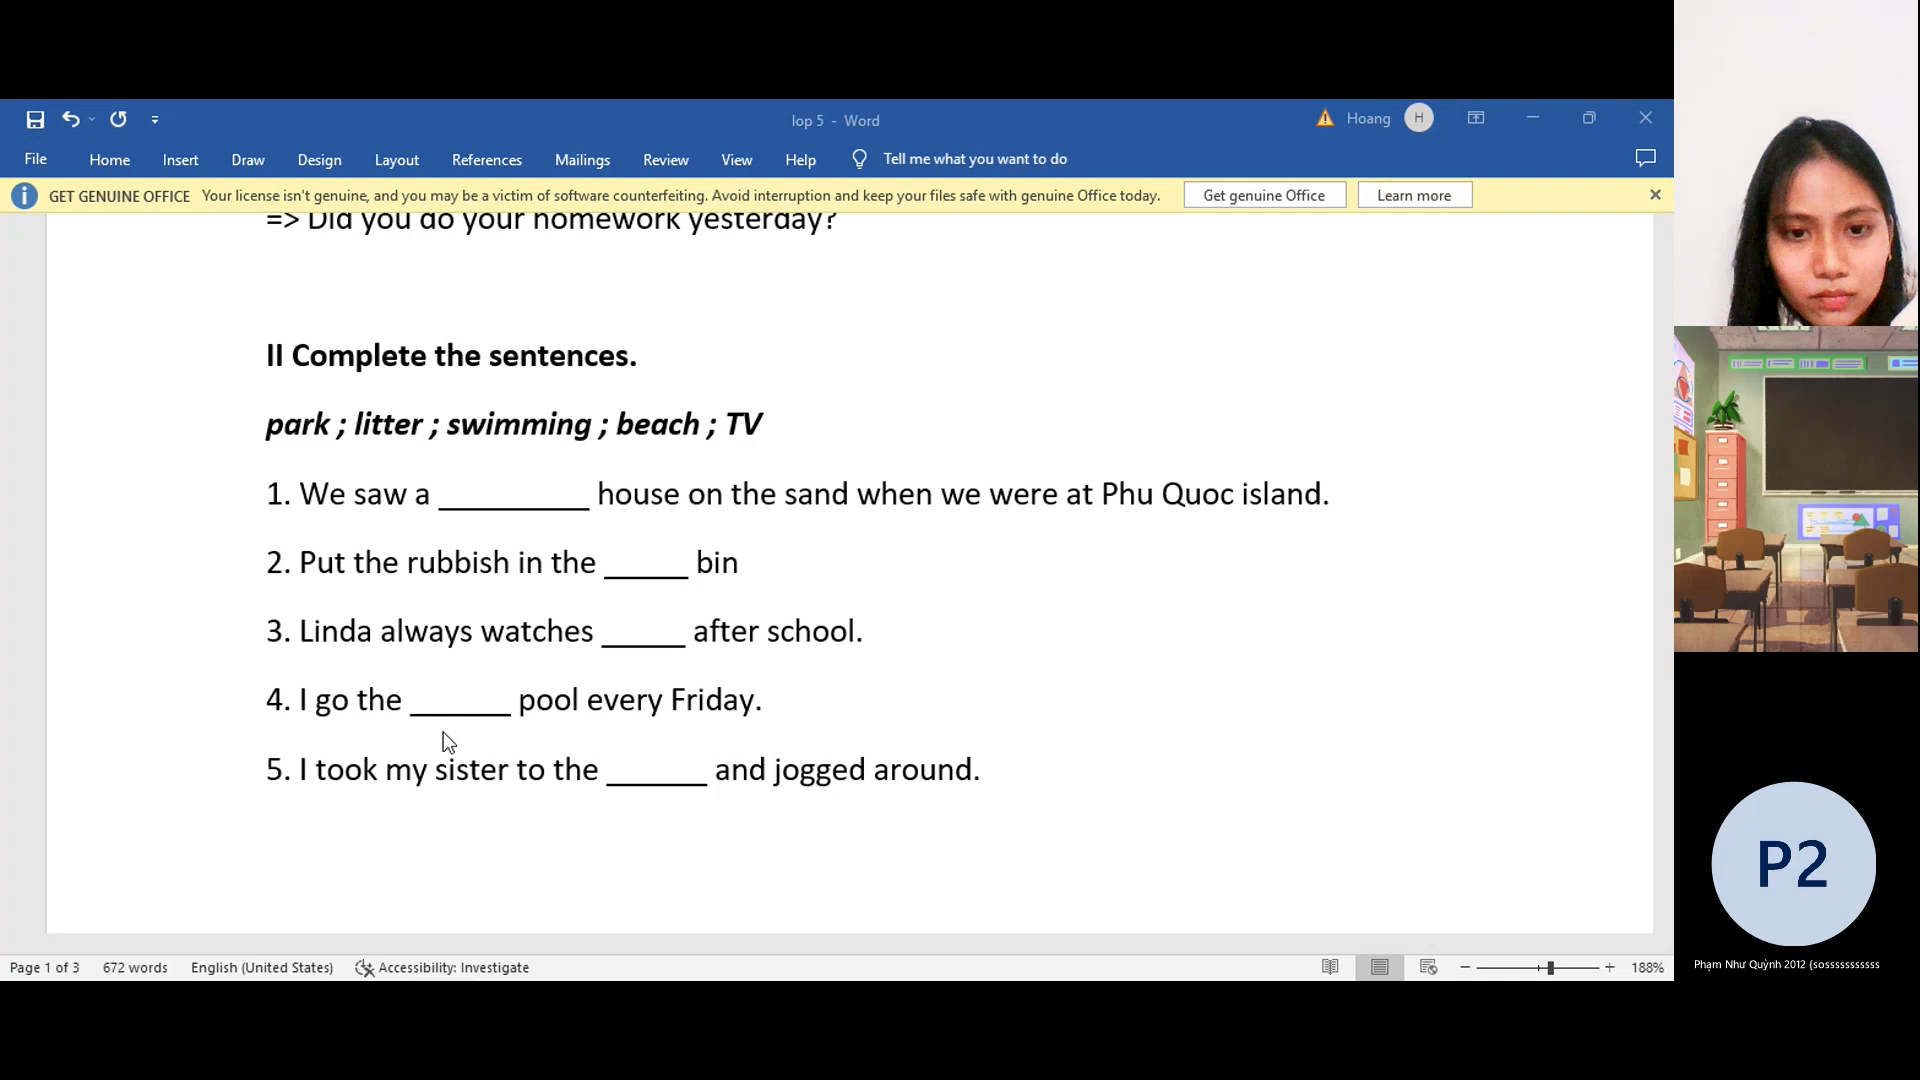 lop 5 - Word
Hoang
H
File Home Insert Draw Design Layout References Mailings Review View Help Tell me what you want to do
GET GENUINE OFFICE Your license isn't genuine, and you may be a victim of software counterfeiting. Avoid interruption and keep your files safe with genuine Office today. Get genuine Office Learn more
=> Did you do your homework yesterday?
II Complete the sentences.
park ; litter ; swimming ; beach ; TV
1. We saw a _________ house on the sand when we were at Phu Quoc island.
2. Put the rubbish in the _____ bin
3. Linda always watches _____ after school.
4. I go the ______ pool every Friday.
5. I took my sister to the ______ and jogged around.
Page 1 of 3 672 words English (United States) Accessibility: Investigate 188%
P2
Phạm Như Quỳnh 2012 (sosssssssssss